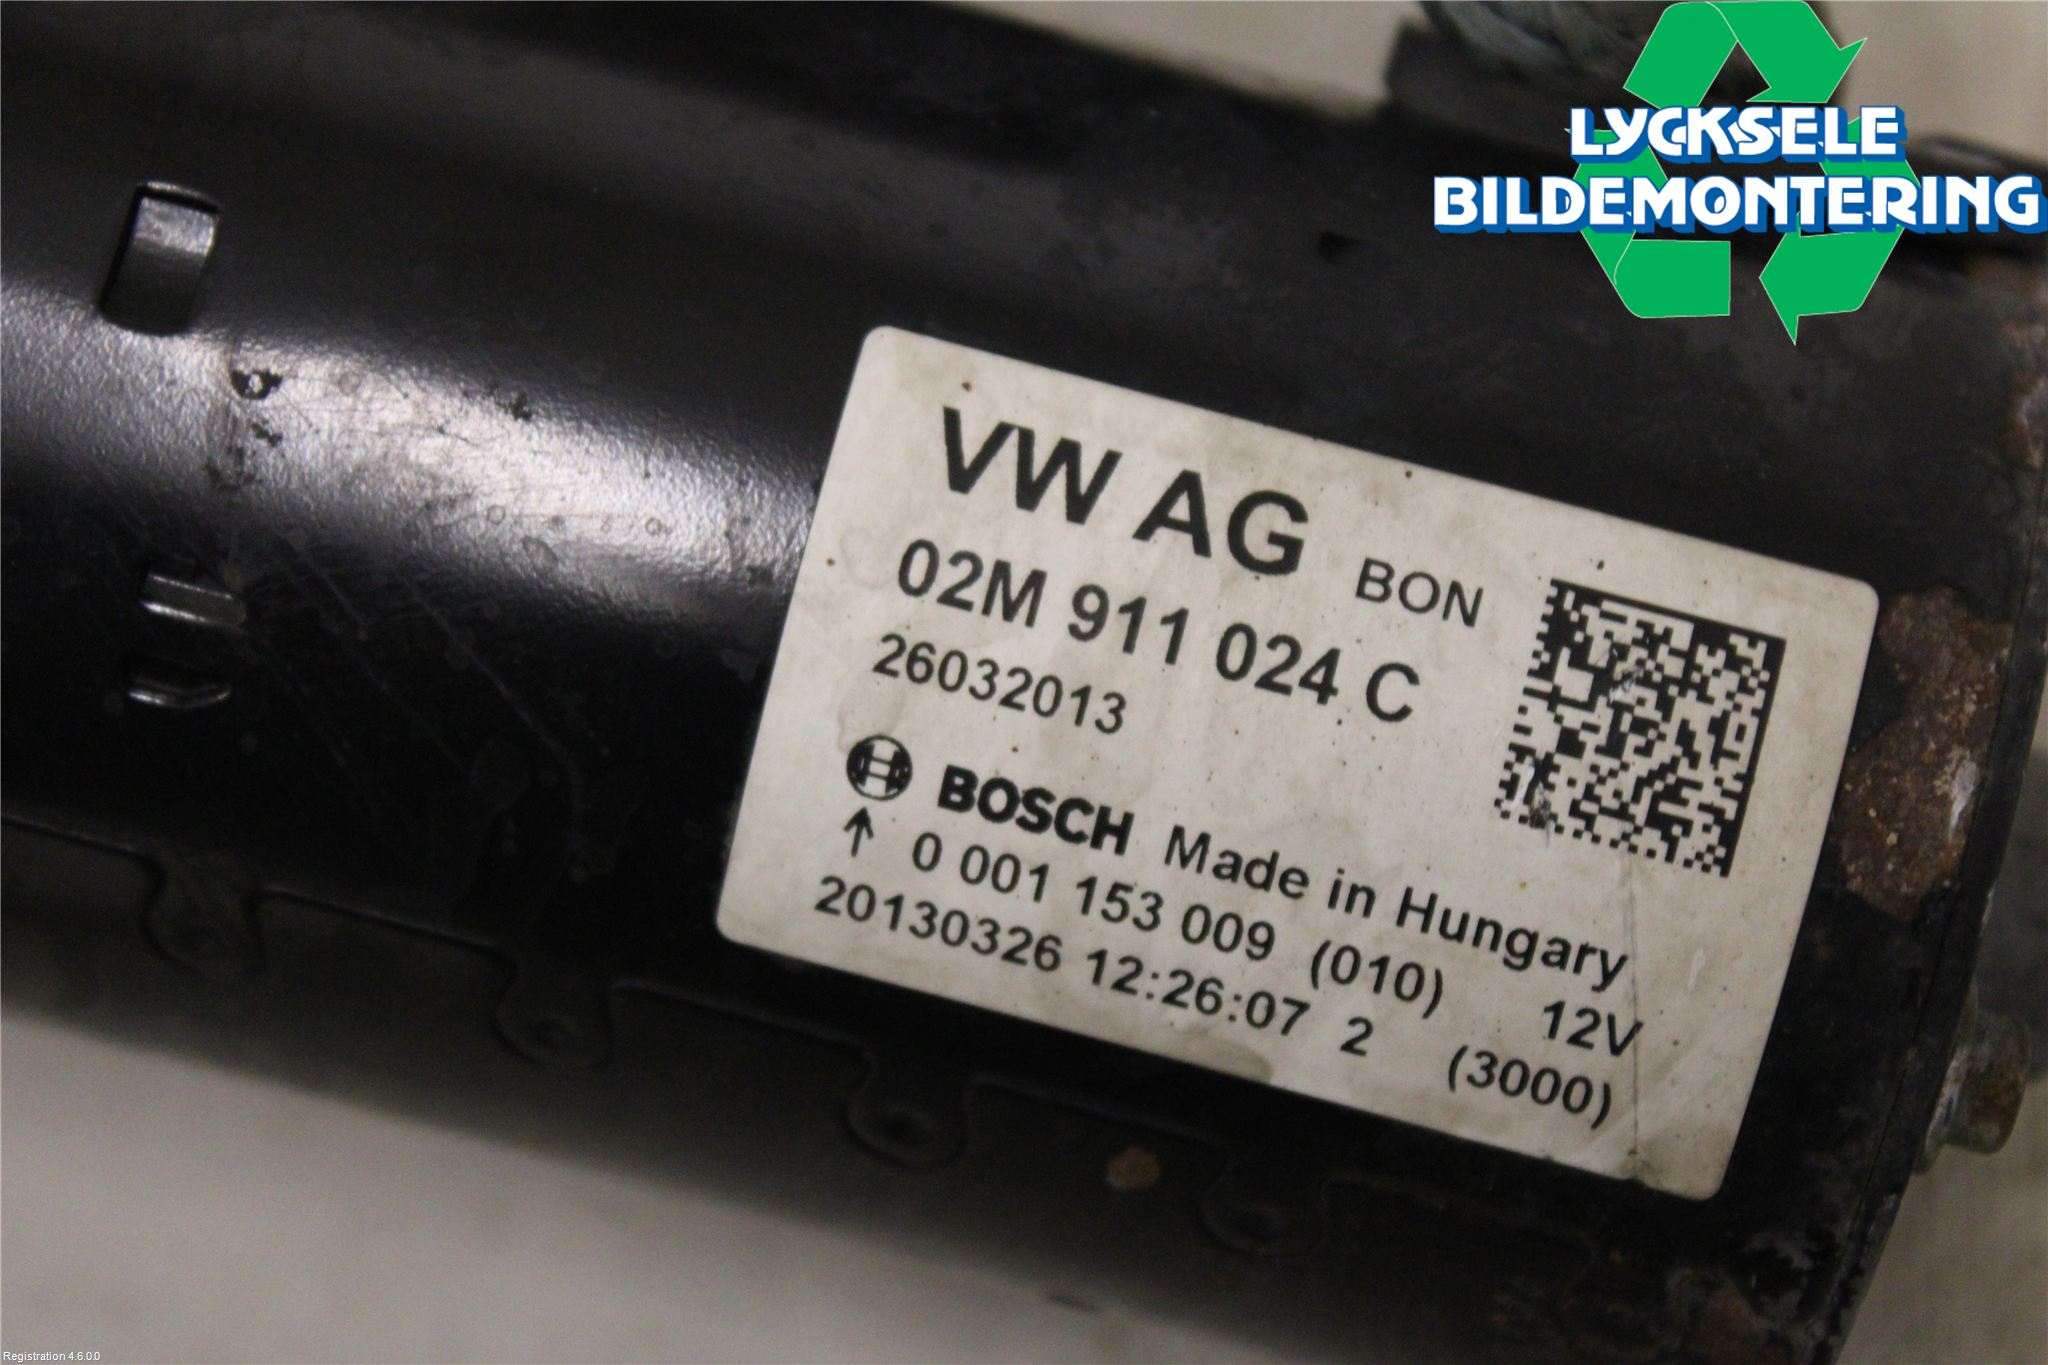 LYCKSELE
BILDEMONTERING
VW AG BON
02M 911 024 C
26032013
BOSCH Made in Hungary
↑ 0 001 153 009 (010) 12V
20130326 12:26:07 2 (3000)
Registration 4.6.0.0